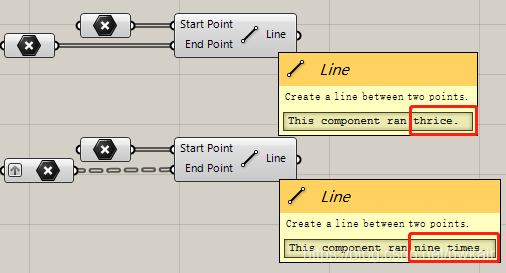 Start Point
End Point
Line
Line
Create a line between two points.
This component ran thrice.
Start Point
End Point
Line
Line
Create a line between two points.
This component ran nine times.